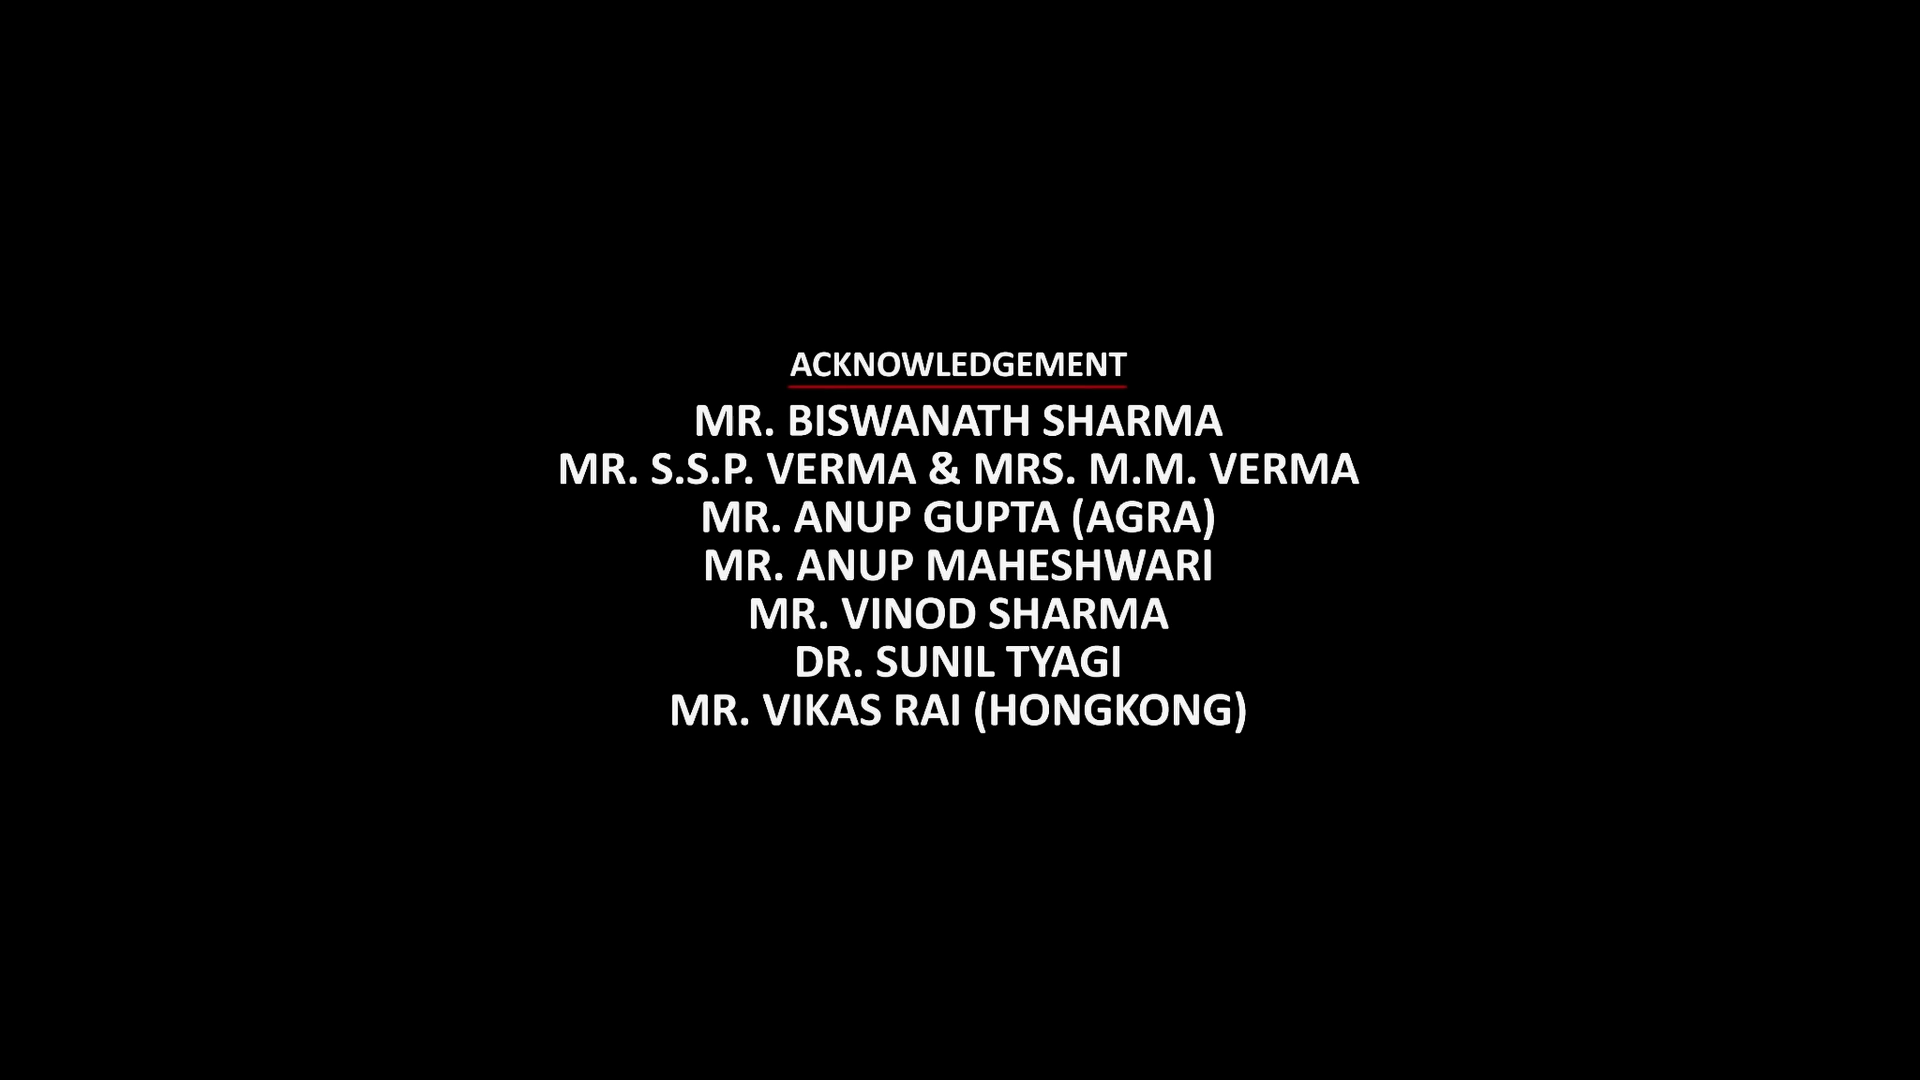 ACKNOWLEDGEMENT
MR. BISWANATH SHARMA
MR. S.S.P. VERMA & MRS. M.M. VERMA
MR. ANUP GUPTA (AGRA)
MR. ANUP MAHESHWARI
MR. VINOD SHARMA
DR. SUNIL TYAGI
MR. VIKAS RAI (HONGKONG)